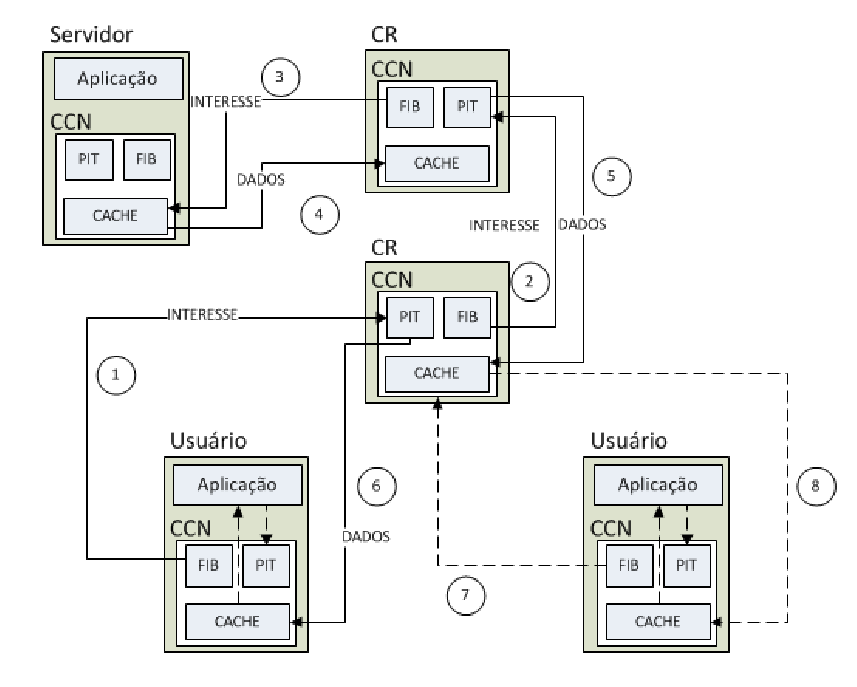 Servidor
Aplicação
CCN
PIT
FIB
CACHE
CR
CCN
FIB
PIT
CACHE
3
INTERESSE
DADOS
4
5
INTERESSE
DADOS
2
CR
CCN
PIT
FIB
CACHE
INTERESSE
1
Usuário
Aplicação
CCN
FIB
PIT
CACHE
6
DADOS
7
Usuário
Aplicação
CCN
FIB
PIT
CACHE
8